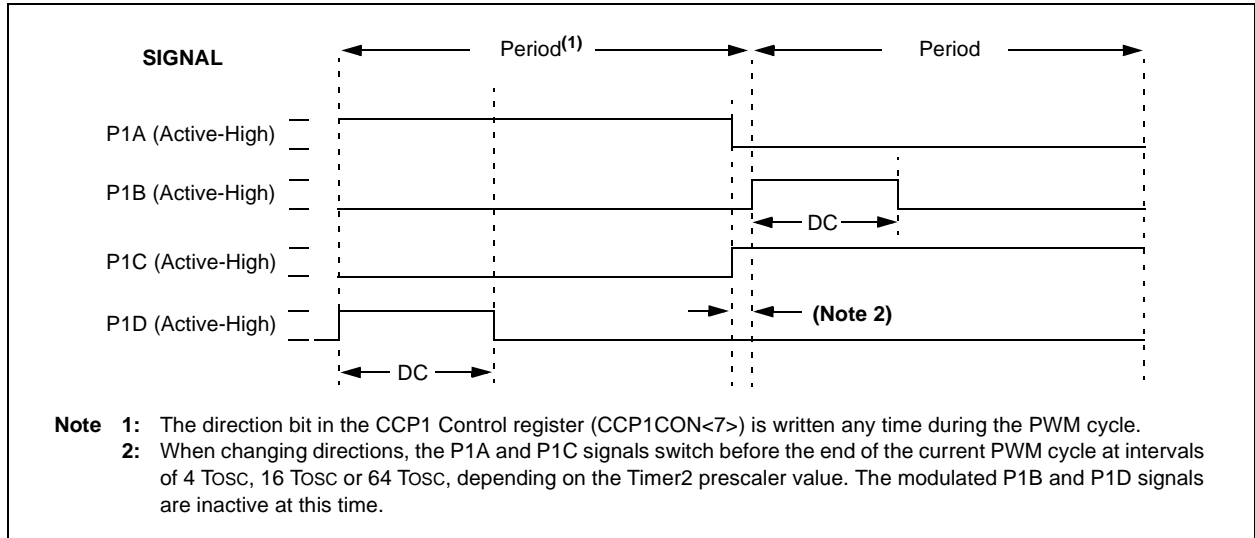 SIGNAL
Period(1)
Period
P1A (Active-High)
P1B (Active-High)
DC
P1C (Active-High)
P1D (Active-High)
(Note 2)
DC
Note 1: The direction bit in the CCP1 Control register (CCP1CON<7>) is written any time during the PWM cycle.
2: When changing directions, the P1A and P1C signals switch before the end of the current PWM cycle at intervals
of 4 TOSC, 16 TOSC or 64 TOSC, depending on the Timer2 prescaler value. The modulated P1B and P1D signals
are inactive at this time.